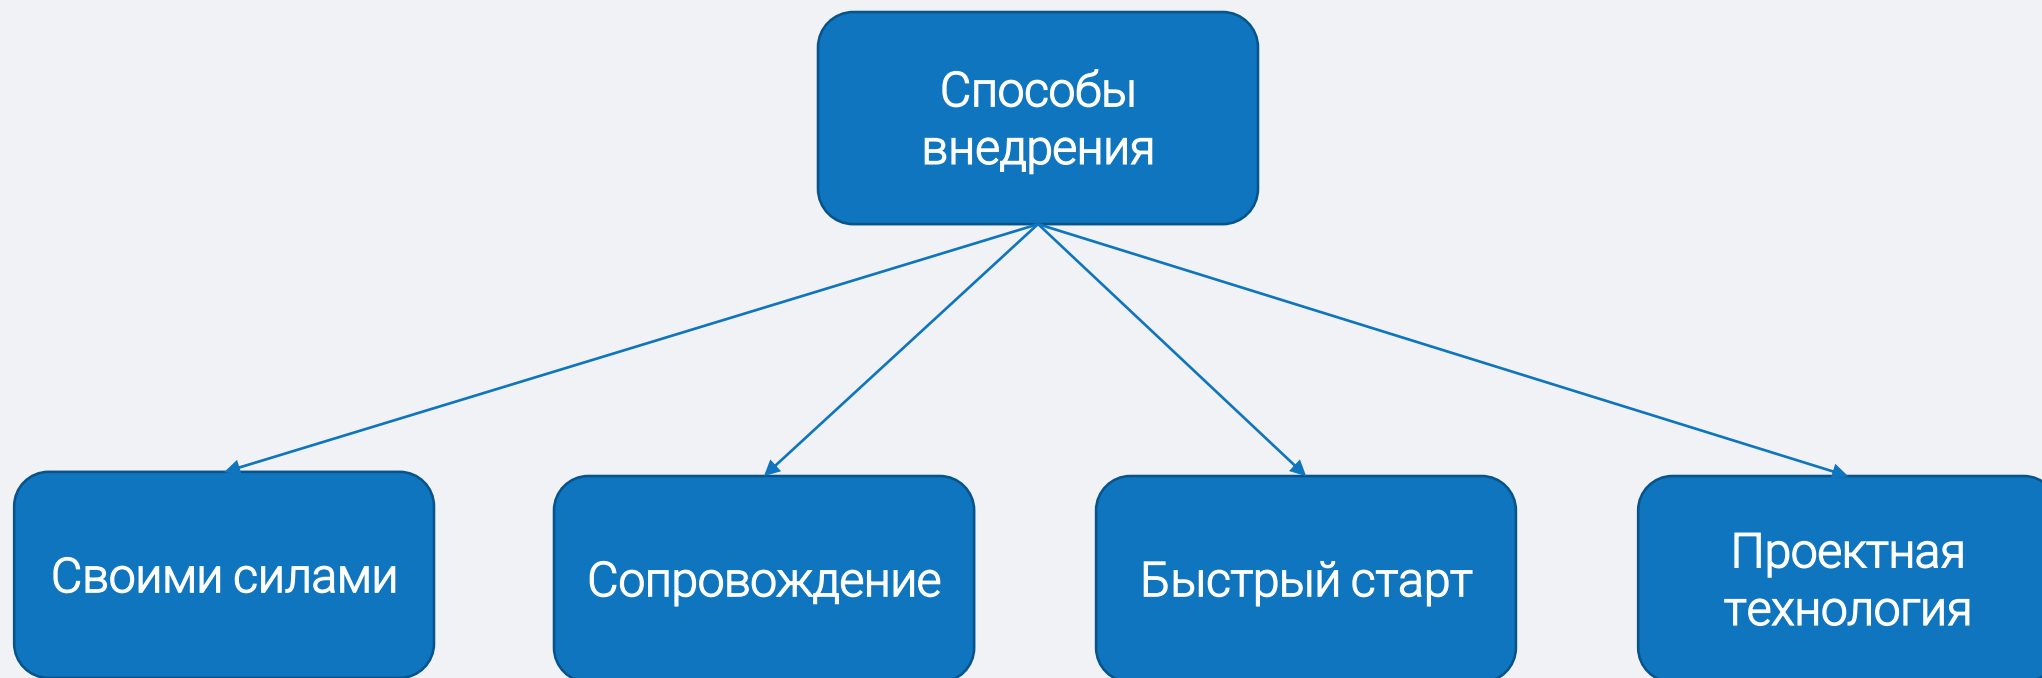 Способы
внедрения
Своими силами
Сопровождение
Быстрый старт
Проектная
технология